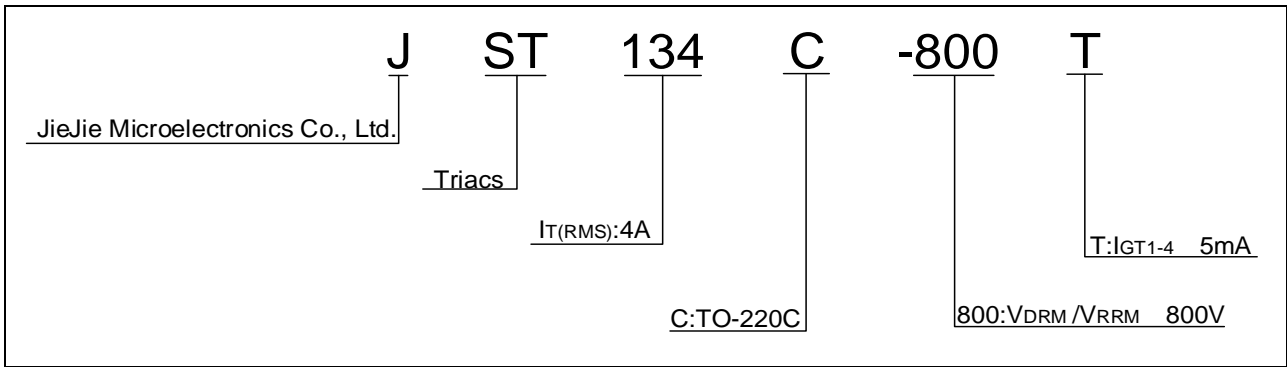 J ST 134 C -800 T
JieJie Microelectronics Co., Ltd.
Triacs
IT(RMS):4A
T:IGT1-4 5mA
C:TO-220C
800:VDRM /VRRM 800V